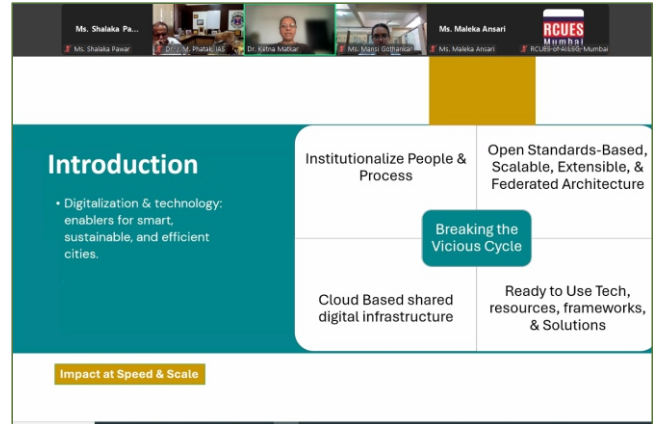 Ms. Shalaka Pa...
Ms. Maleka Ansari
RCUES
Mumbai
Ms. Shalaka Pawar
Dr. J. M. Phatak, IAS
Dr. Ratna Matkar
Ms. Mansi Gothankar
Ms. Maleka Ansari
RCUES-of-AIILSG, Mumbai
Introduction
• Digitalization & technology:
enablers for smart,
sustainable, and efficient
cities.
Institutionalize People &
Process
Open Standards-Based,
Scalable, Extensible, &
Federated Architecture
Breaking the
Vicious Cycle
Cloud Based shared
digital infrastructure
Ready to Use Tech,
resources, frameworks,
& Solutions
Impact at Speed & Scale